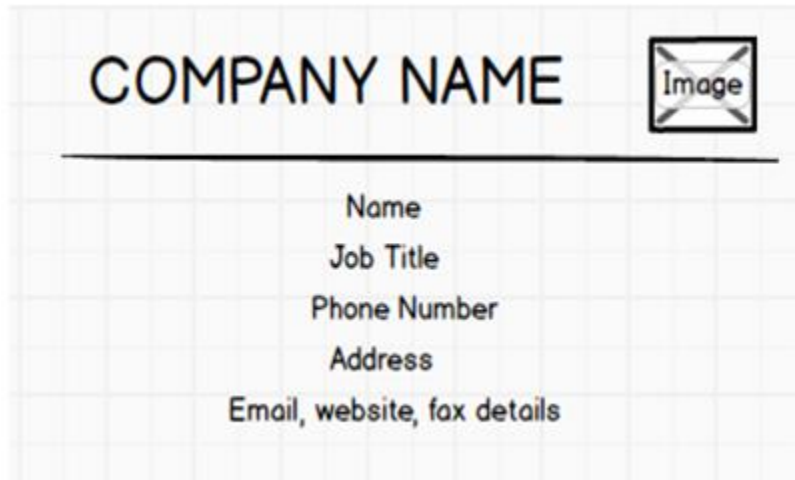 COMPANY NAME
Image
Name
Job Title
Phone Number
Address
Email, website, fax details